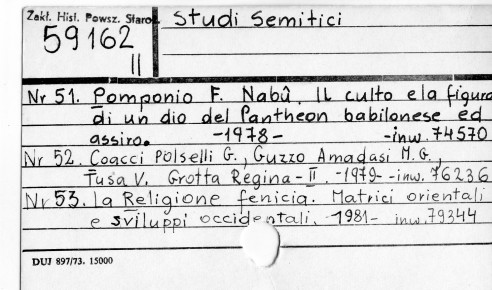 Zakł. Hist. Powsz. Staroż.
Studi Semitici
59162
II
Nr 51. Pomponio F. Nabû. Il culto e la figura
di un dio del Pantheon babilonese ed
assiro. -1978- -inw. 74570
Nr 52. Coacci Polselli G., Guzzo Amadasi M.G.,
Tusa V. Grotta Regina-II. -1979- -inw. 76236
Nr 53. La Religione fenicia. Matrici orientali
e sviluppi occidentali. -1981- inw. 79344
DUJ 897/73. 15000